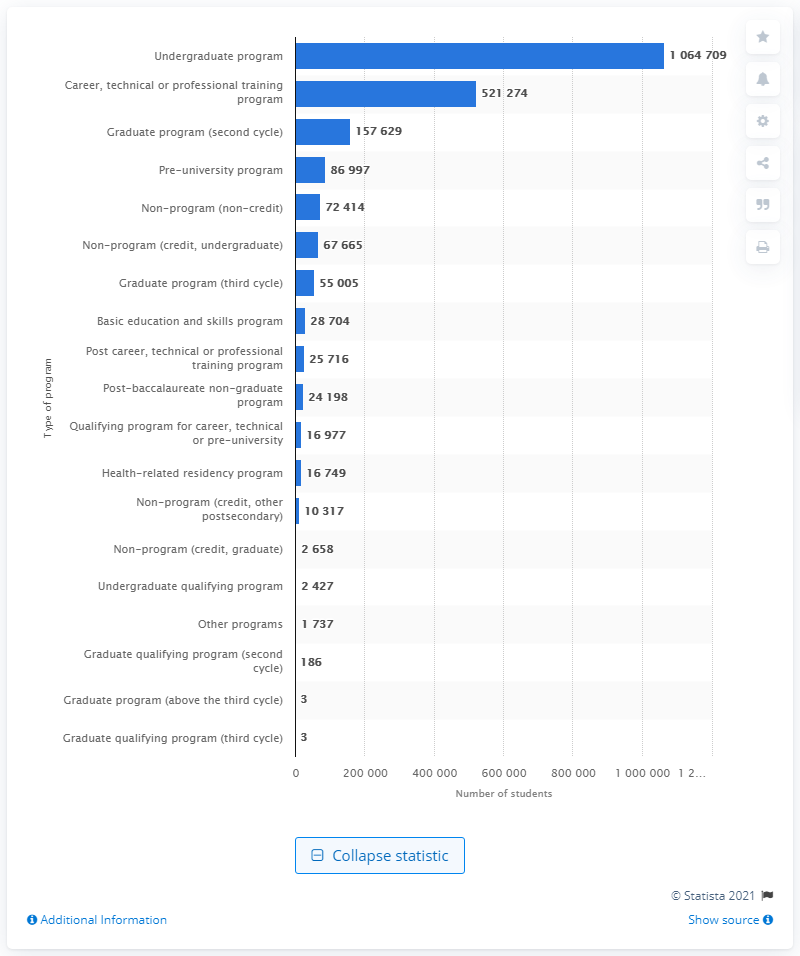 Undergraduate program 1 064 709
Career, technical or professional training
program 521 274
Graduate program (second cycle) 157 629
Pre-university program 86 997
Non-program (non-credit) 72 414
Non-program (credit, undergraduate) 67 665
Graduate program (third cycle) 55 005
Basic education and skills program 28 704
Post career, technical or professional
training program 25 716
Post-baccalaureate non-graduate
program 24 198
Qualifying program for career, technical
or pre-university 16 977
Health-related residency program 16 749
Non-program (credit, other
postsecondary) 10 317
Non-program (credit, graduate) 2 658
Undergraduate qualifying program 2 427
Other programs 1 737
Graduate qualifying program (second
cycle) 186
Graduate program (above the third cycle) 3
Graduate qualifying program (third cycle) 3
Type of program
0 200 000 400 000 600 000 800 000 1 000 000 1 2...
Number of students
Collapse statistic
© Statista 2021
Additional Information
Show source